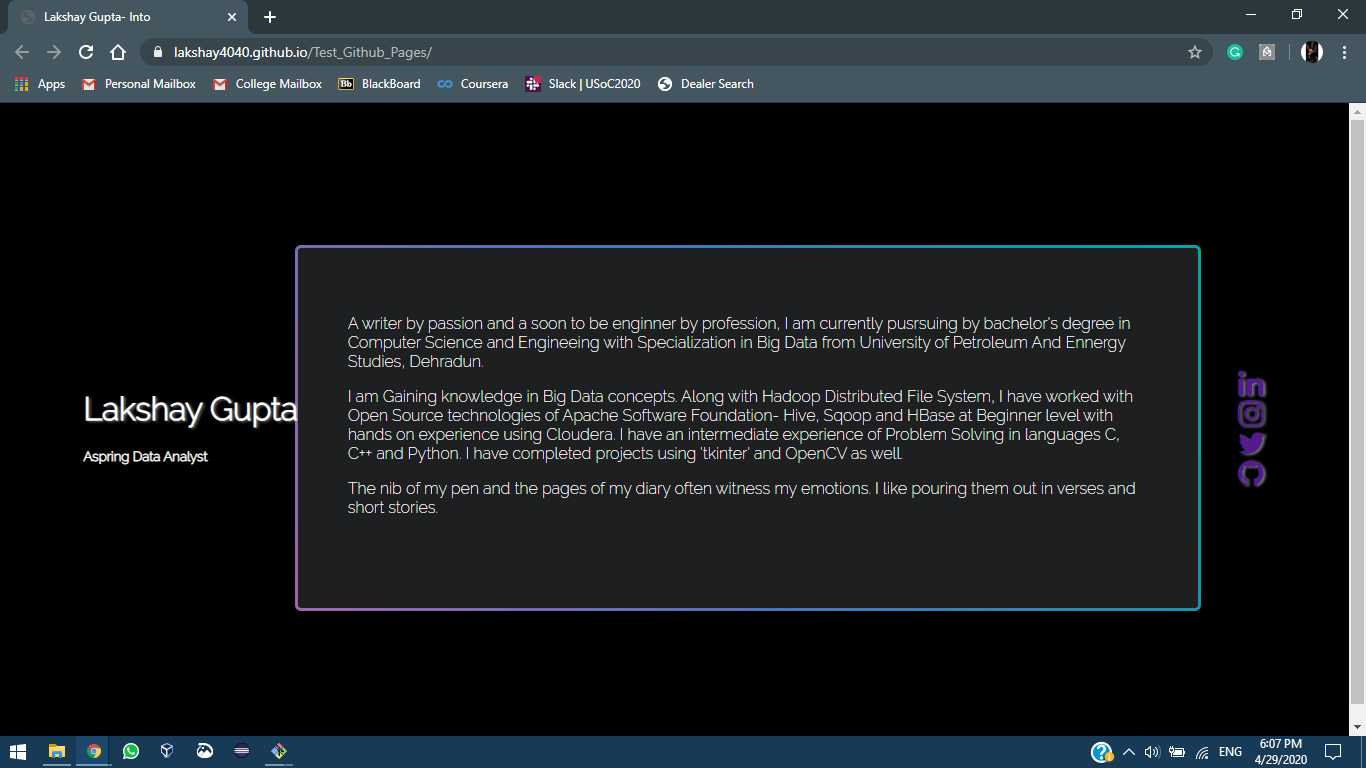 Lakshay Gupta- Into
lakshay4040.github.io/Test_Github_Pages/
Apps Personal Mailbox College Mailbox Bb BlackBoard Coursera Slack | USoC2020 Dealer Search
A writer by passion and a soon to be enginner by profession, I am currently pusrsuing by bachelor's degree in
Computer Science and Engineeing with Specialization in Big Data from University of Petroleum And Ennergy
Studies, Dehradun.
I am Gaining knowledge in Big Data concepts. Along with Hadoop Distributed File System, I have worked with
Open Source technologies of Apache Software Foundation- Hive, Sqoop and HBase at Beginner level with
hands on experience using Cloudera. I have an intermediate experience of Problem Solving in languages C,
C++ and Python. I have completed projects using 'tkinter' and OpenCV as well.
The nib of my pen and the pages of my diary often witness my emotions. I like pouring them out in verses and
short stories.
Lakshay Gupta
Aspring Data Analyst
in
ENG
6:07 PM
4/29/2020